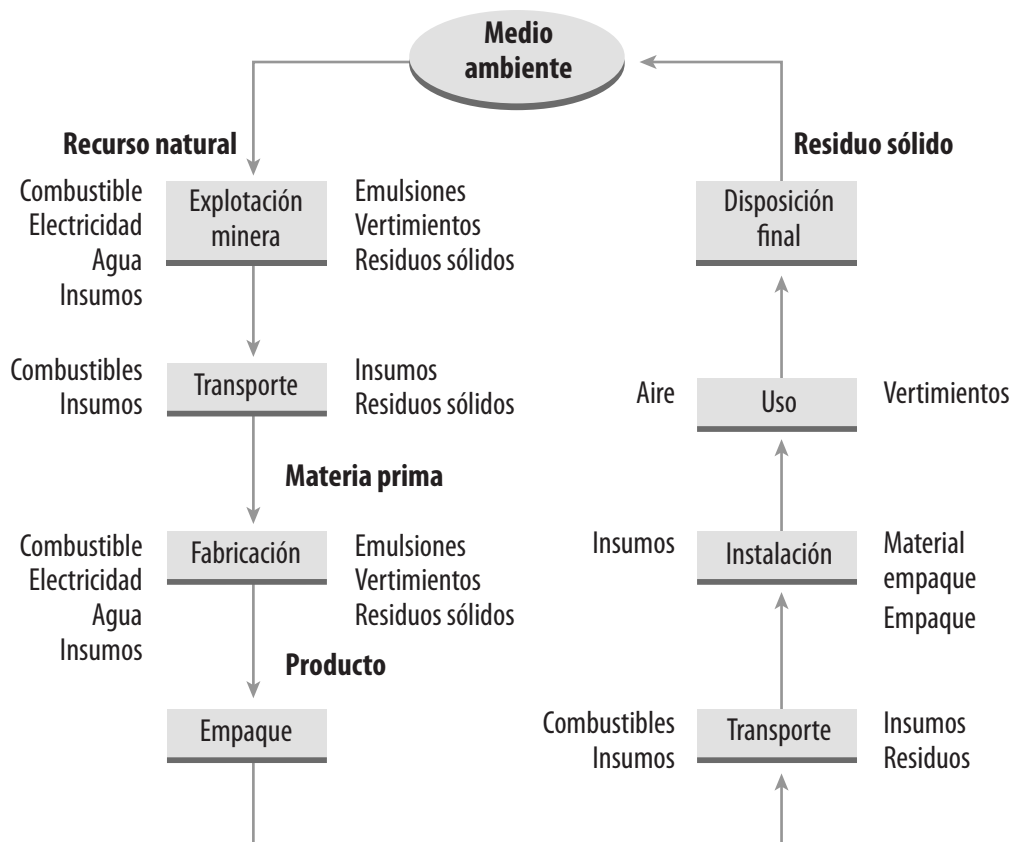 Medio
ambiente
Recurso natural
Combustible
Electricidad
Agua
Insumos
Explotación
minera
Emulsiones
Vertimientos
Residuos sólidos
Combustibles
Insumos
Transporte
Insumos
Residuos sólidos
Materia prima
Combustible
Electricidad
Agua
Insumos
Fabricación
Emulsiones
Vertimientos
Residuos sólidos
Producto
Empaque
Residuo sólido
Disposición
final
Aire
Uso
Vertimientos
Insumos
Instalación
Material
empaque
Empaque
Combustibles
Insumos
Transporte
Insumos
Residuos